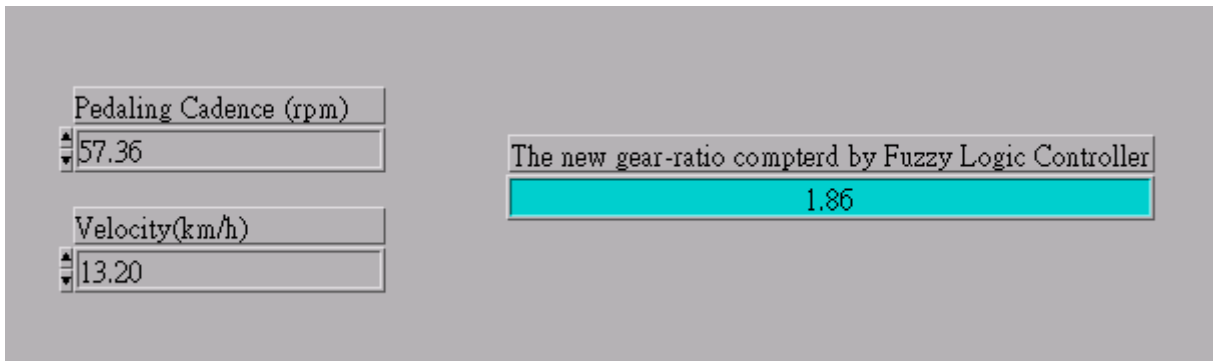 Pedaling Cadence (rpm)
57.36
Velocity(km/h)
13.20
The new gear-ratio compterd by Fuzzy Logic Controller
1.86